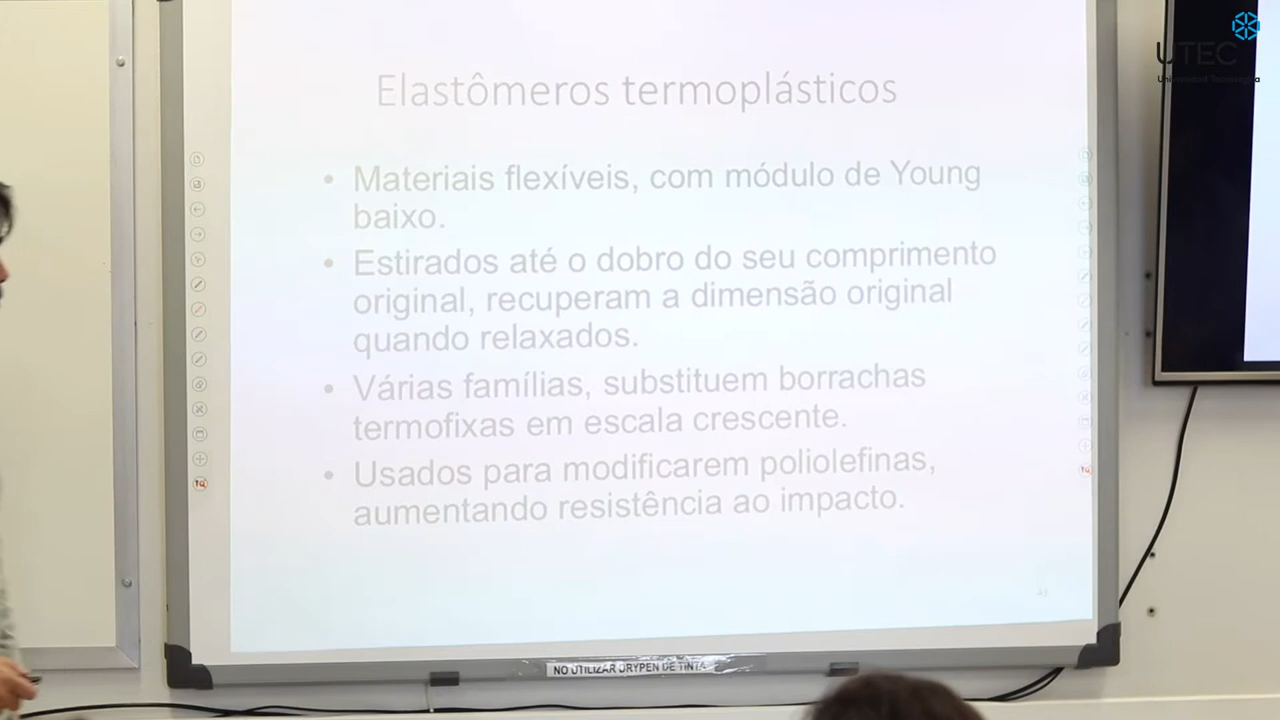 UTEC
Universidad Tecnológica
Elastômeros termoplásticos
• Materiais flexíveis, com módulo de Young
baixo.
• Estirados até o dobro do seu comprimento
original, recuperam a dimensão original
quando relaxados.
• Várias famílias, substituem borrachas
termofixas em escala crescente.
• Usados para modificarem poliolefinas,
aumentando resistência ao impacto.
NO UTILIZAR DRYPEN DE TINTA